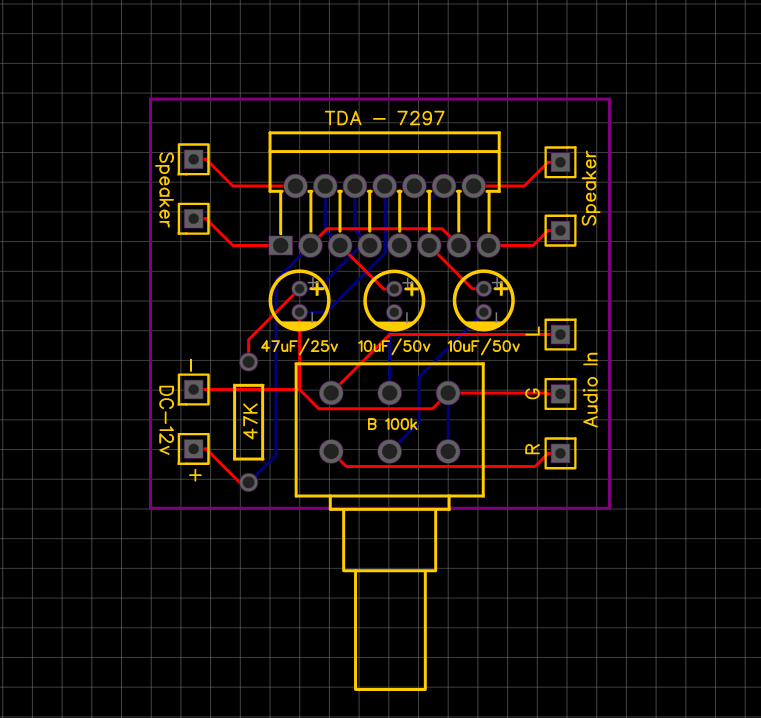 TDA - 7297
Speaker
Speaker
+
+
+
47uF/25v
10uF/50v
10uF/50v
L
-
DC-12v
+
47K
B 100k
G
Audio In
R